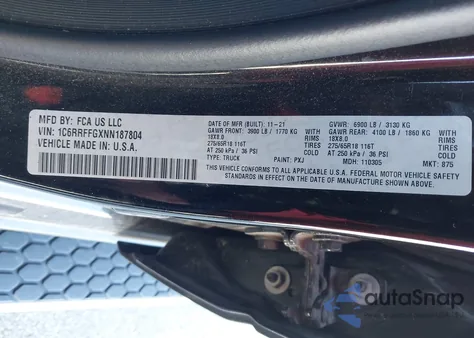 MFD BY: FCA US LLC
VIN: 1C6RRFFGXNN187804
VEHICLE MADE IN: U.S.A.
DATE OF MFR (BUILT): 11-21 GVWR: 6900 LB / 3130 KG
GAWR FRONT: 3900 LB / 1770 KG GAWR REAR: 4100 LB / 1860 KG
18X8.0 TIRES 18X8.0 TIRES
275/65R18 116T COLD 275/65R18 116T COLD
AT 250 kPa / 36 PSI AT 250 kPa / 36 PSI
TYPE: TRUCK PAINT: PXJ MDH: 110305 MKT: 875
THIS VEHICLE CONFORMS TO ALL APPLICABLE U.S.A. FEDERAL MOTOR VEHICLE SAFETY
STANDARDS IN EFFECT ON THE DATE OF MANUFACTURE SHOWN ABOVE.
autoSnap